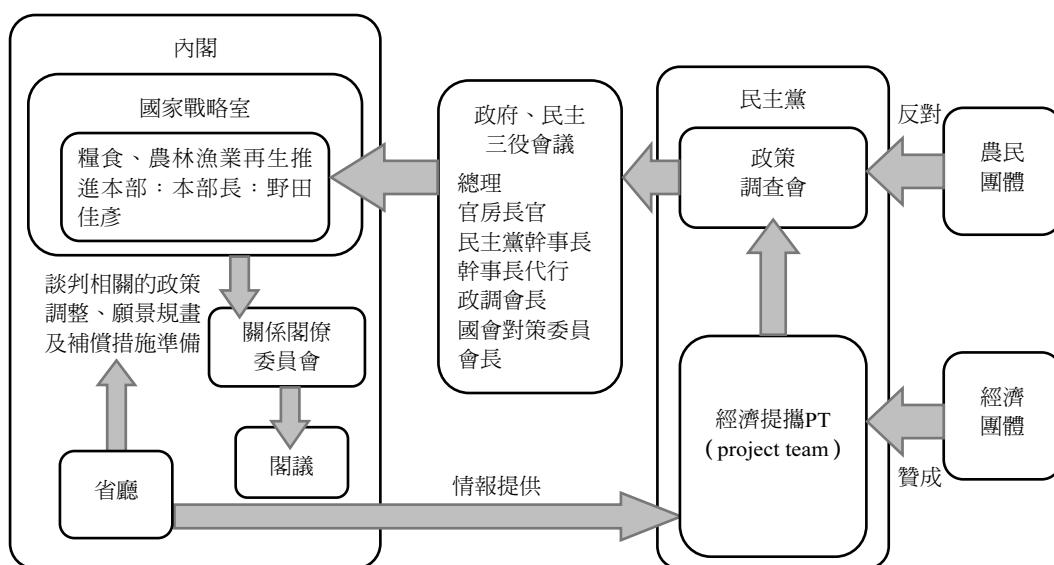 內閣
國家戰略室
糧食、農林漁業再生推
進本部：本部長：野田
佳彥
談判相關的政策
調整、願景規畫
及補償措施準備
關係閣僚
委員會
閣議
省廳
政府、民主
三役會議
總理
官房長官
民主黨幹事長
幹事長代行
政調會長
國會對策委員
會長
情報提供
民主黨
政策
調查會
經濟提攜PT
（project team）
反對
農民
團體
經濟
團體
贊成